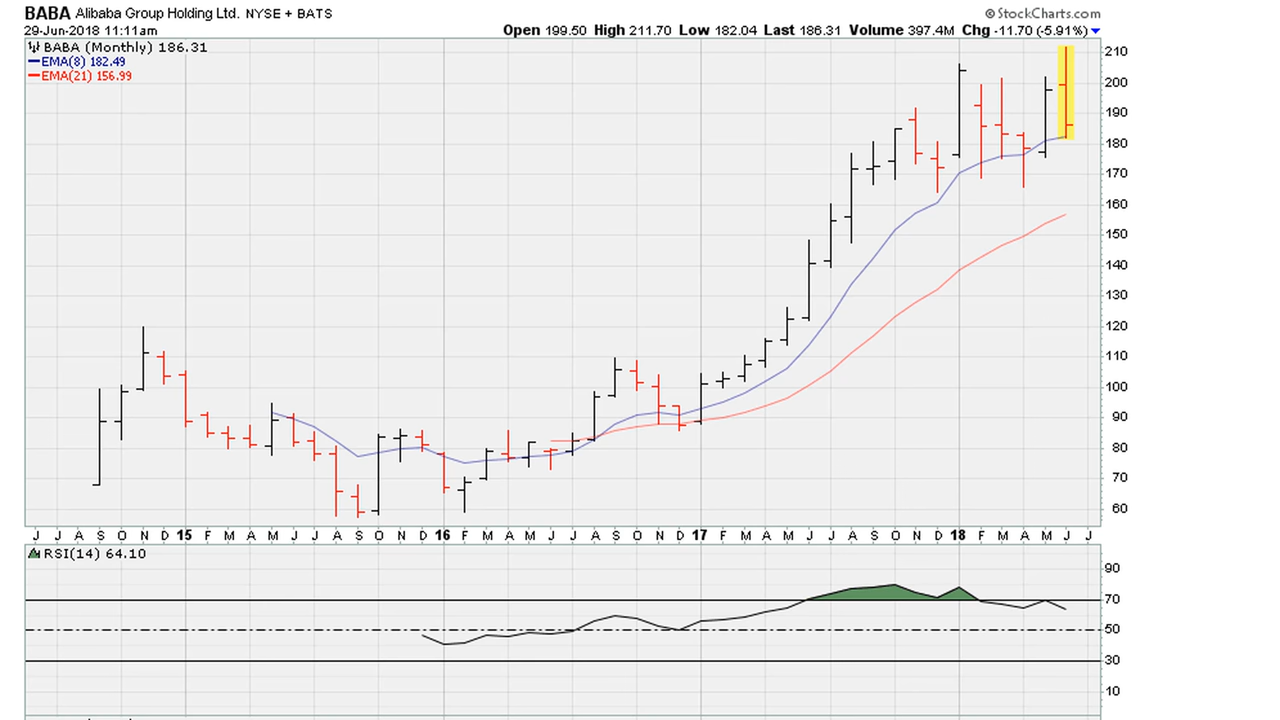 BABA Alibaba Group Holding Ltd. NYSE + BATS
© StockCharts.com
29-Jun-2018 11:11am
Open 199.50 High 211.70 Low 182.04 Last 186.31 Volume 397.4M Chg -11.70 (-5.91%)
BABA (Monthly) 186.31
EMA(8) 182.49
EMA(21) 156.99
210
200
190
180
170
160
150
140
130
120
110
100
90
80
70
60
J J A S O N D 15 F M A M J J A S O N D 16 F M A M J J A S O N D 17 F M A M J J A S O N D 18 F M A M J J
RSI(14) 64.10
90
70
50
30
10